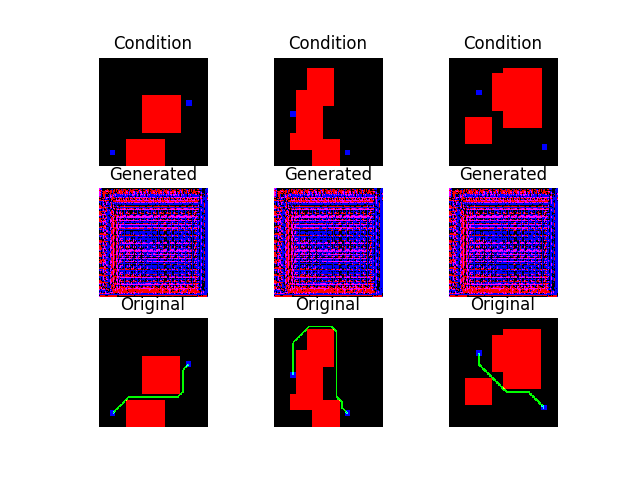 Condition
Condition
Condition
Generated
Generated
Generated
Original
Original
Original